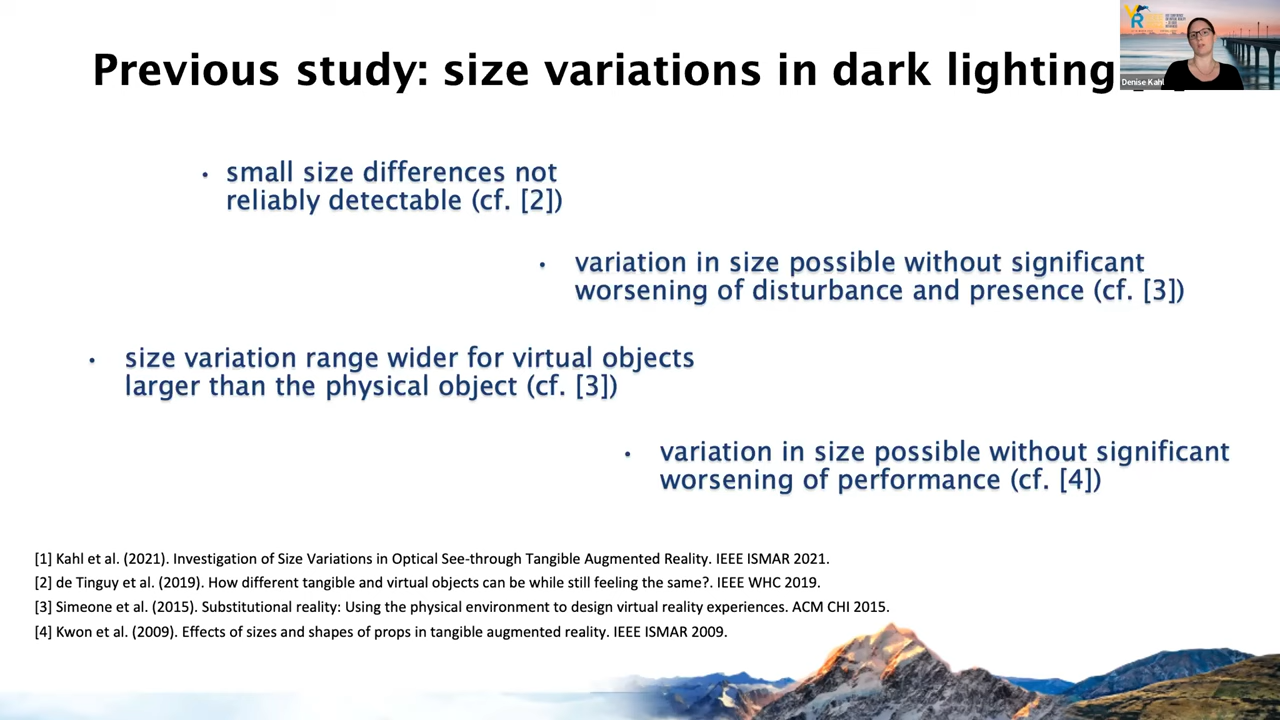 Previous study: size variations in dark lighting
VR
Denise Kahl
• small size differences not
reliably detectable (cf. [2])
• variation in size possible without significant
worsening of disturbance and presence (cf. [3])
• size variation range wider for virtual objects
larger than the physical object (cf. [3])
• variation in size possible without significant
worsening of performance (cf. [4])
[1] Kahl et al. (2021). Investigation of Size Variations in Optical See-through Tangible Augmented Reality. IEEE ISMAR 2021.
[2] de Tinguy et al. (2019). How different tangible and virtual objects can be while still feeling the same?. IEEE WHC 2019.
[3] Simeone et al. (2015). Substitutional reality: Using the physical environment to design virtual reality experiences. ACM CHI 2015.
[4] Kwon et al. (2009). Effects of sizes and shapes of props in tangible augmented reality. IEEE ISMAR 2009.